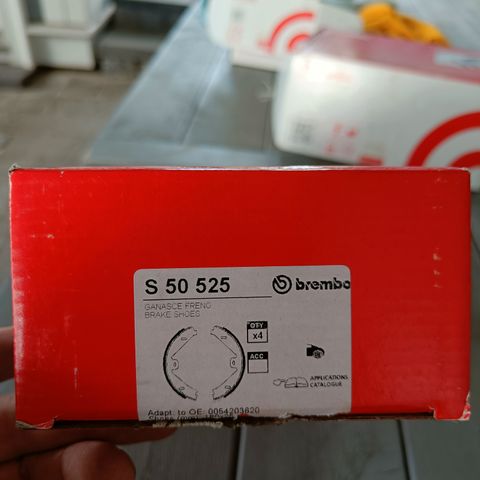 S 50 525
brembo
GANASCE FRENO
BRAKE SHOES
QTY
x4
ACC
APPLICATIONS
CATALOGUE
Adapt. to OE: 0054203820